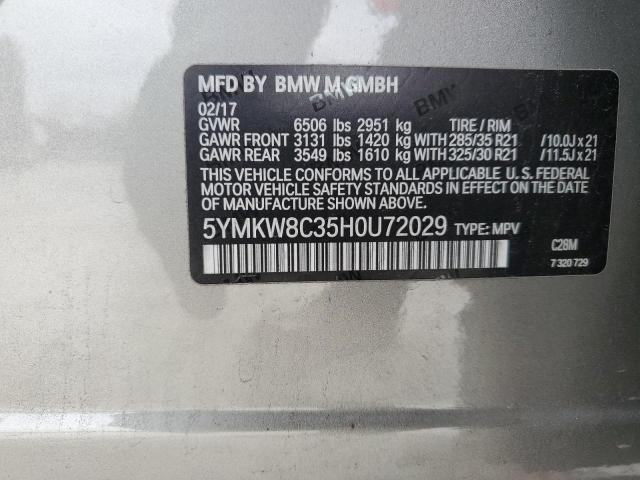 MFD BY BMW M GMBH
02/17
GVWR 6506 lbs 2951 kg TIRE / RIM
GAWR FRONT 3131 lbs 1420 kg WITH 285/35 R21 /10.0J x 21
GAWR REAR 3549 lbs 1610 kg WITH 325/30 R21 /11.5J x 21
THIS VEHICLE CONFORMS TO ALL APPLICABLE U. S. FEDERAL
MOTOR VEHICLE SAFETY STANDARDS IN EFFECT ON THE
DATE OF MANUFACTURE SHOWN ABOVE.
5YMKW8C35H0U72029 TYPE: MPV
C28M
7 320 729